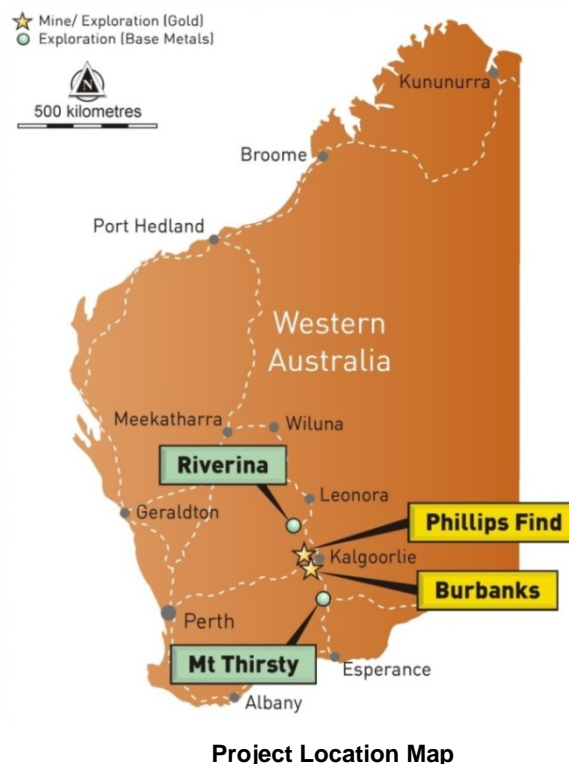 Mine/ Exploration (Gold)
Exploration (Base Metals)
N
500 kilometres
Kununurra
Broome
Port Hedland
Western
Australia
Meekatharra
Wiluna
Riverina
Leonora
Geraldton
Phillips Find
Kalgoorlie
Burbanks
Perth
Mt Thirsty
Esperance
Albany
Project Location Map